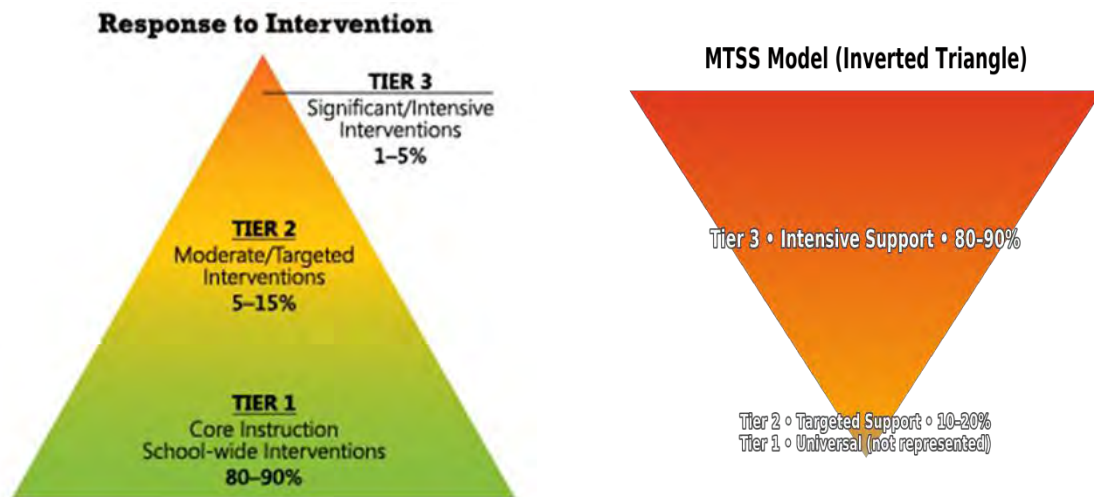 Response to Intervention
TIER 3
Significant/Intensive
Interventions
1–5%
TIER 2
Moderate/Targeted
Interventions
5–15%
TIER 1
Core Instruction
School-wide Interventions
80–90%
MTSS Model (Inverted Triangle)
Tier 3 • Intensive Support • 80–90%
Tier 2 • Targeted Support • 10–20%
Tier 1 • Universal (not represented)